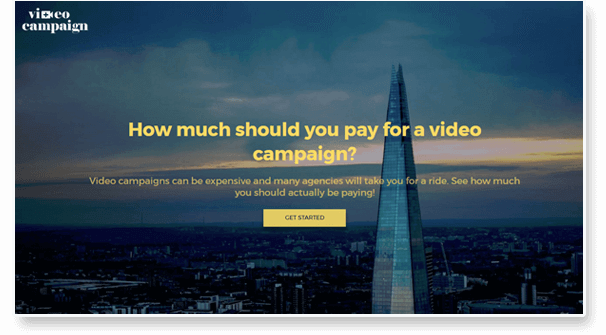 video
campaign
How much should you pay for a video
campaign?
Video campaigns can be expensive and many agencies will take you for a ride. See how much
you should actually be paying!
GET STARTED